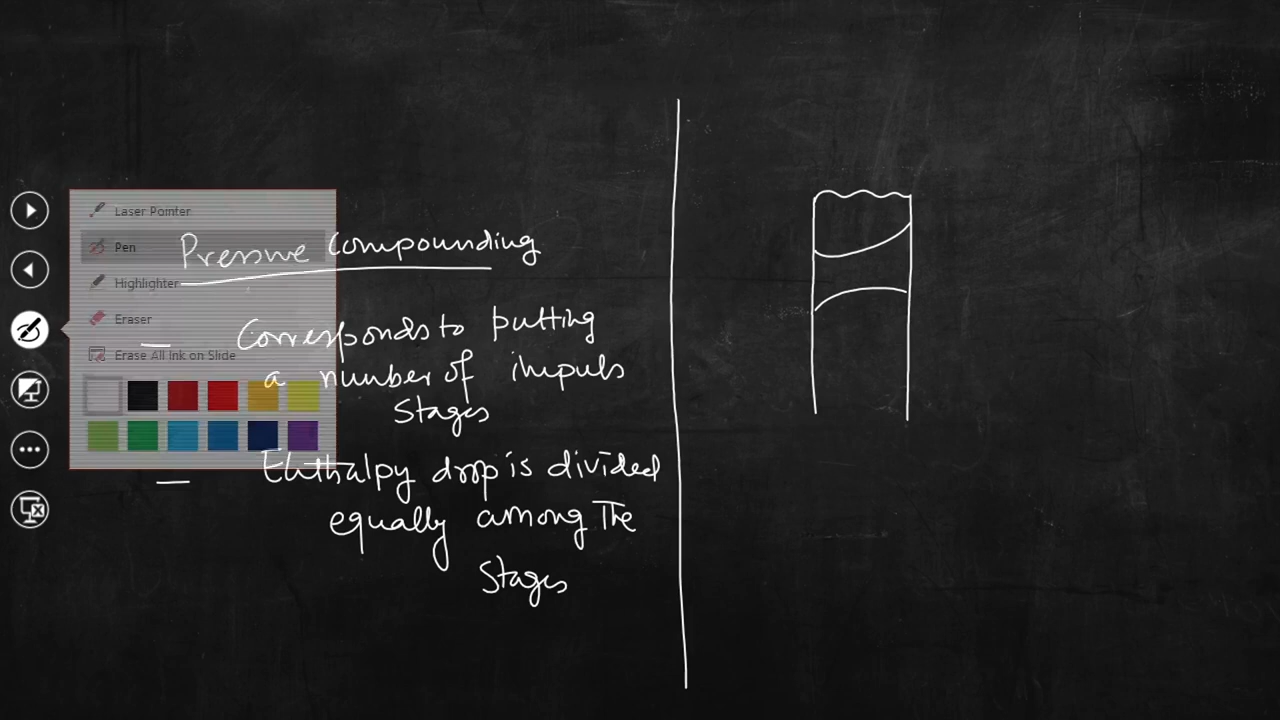 Laser Pointer
Pen
Highlighter
Eraser
Erase All Ink on Slide
Pressure Compounding
— Corresponds to putting
a number of impuls
Stages
— Enthalpy drop is divided
equally among The
Stages